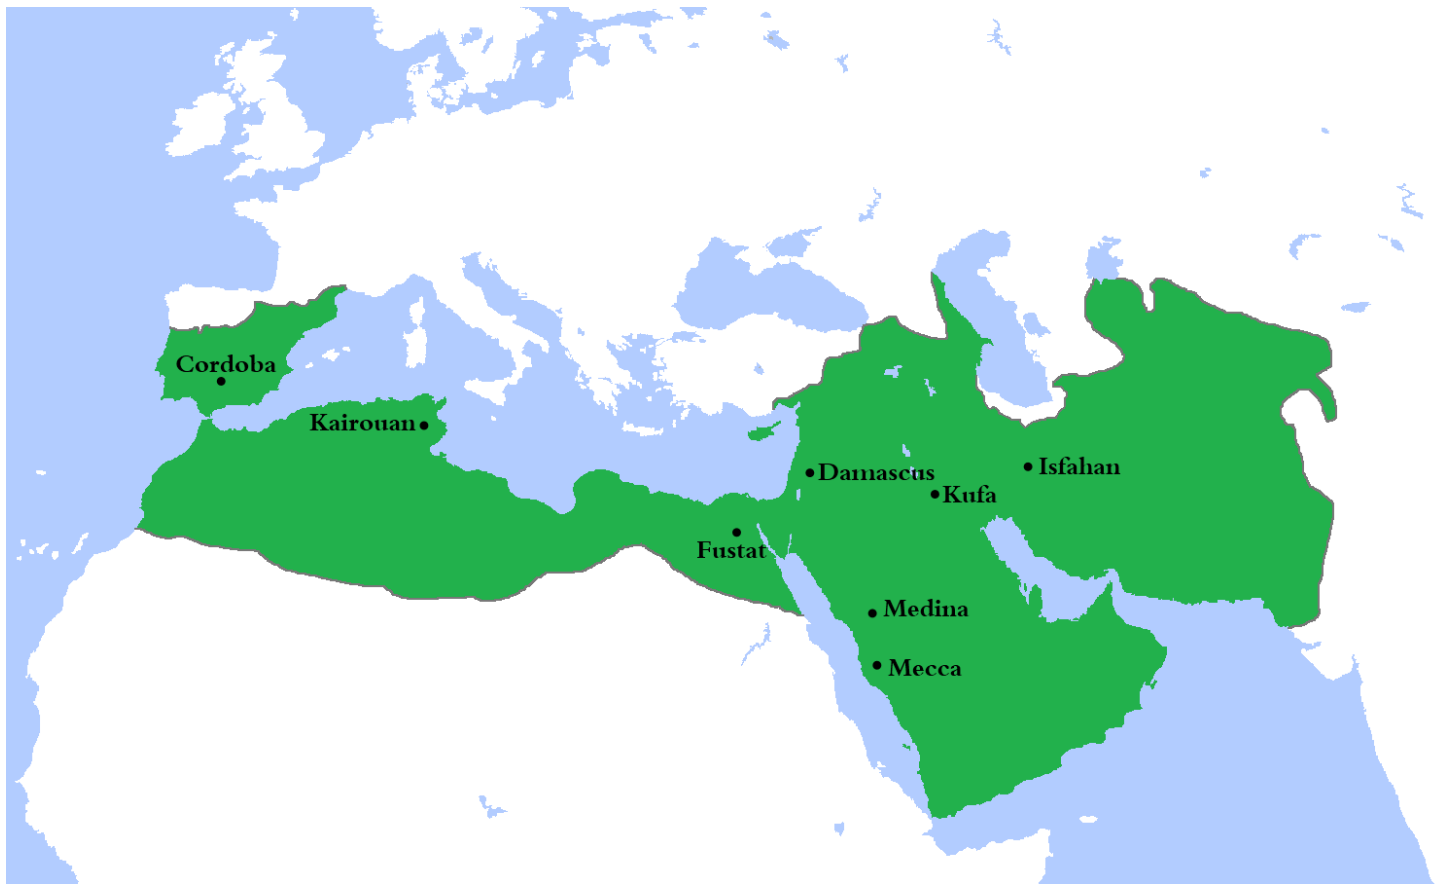 Cordoba
Kairouan
Damascus
Isfahan
Kufa
Fustat
Medina
Mecca